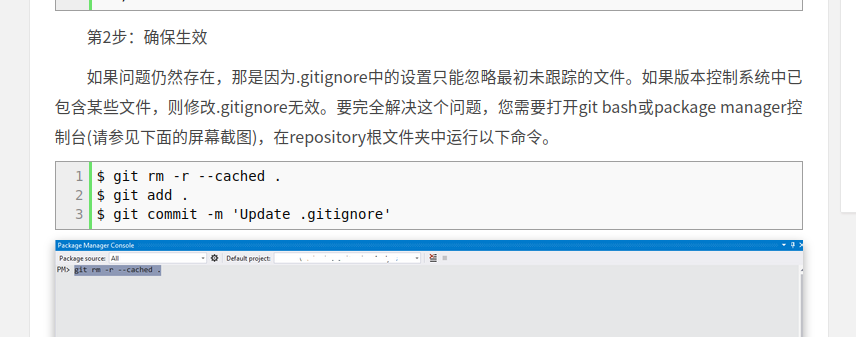 第2步：确保生效
如果问题仍然存在，那是因为.gitignore中的设置只能忽略最初未跟踪的文件。如果版本控制系统中已
包含某些文件，则修改.gitignore无效。要完全解决这个问题，您需要打开git bash或package manager控
制台(请参见下面的屏幕截图)，在repository根文件夹中运行以下命令。
1 $ git rm -r --cached .
2 $ git add .
3 $ git commit -m 'Update .gitignore'
Package Manager Console
Package source: All Default project:
PM> git rm -r --cached .